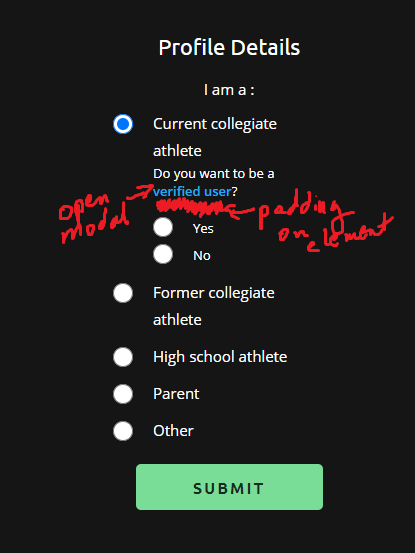 Profile Details
I am a :
Current collegiate
athlete
Do you want to be a
verified user?
open
modal
padding
on elment
Yes
No
Former collegiate
athlete
High school athlete
Parent
Other
SUBMIT